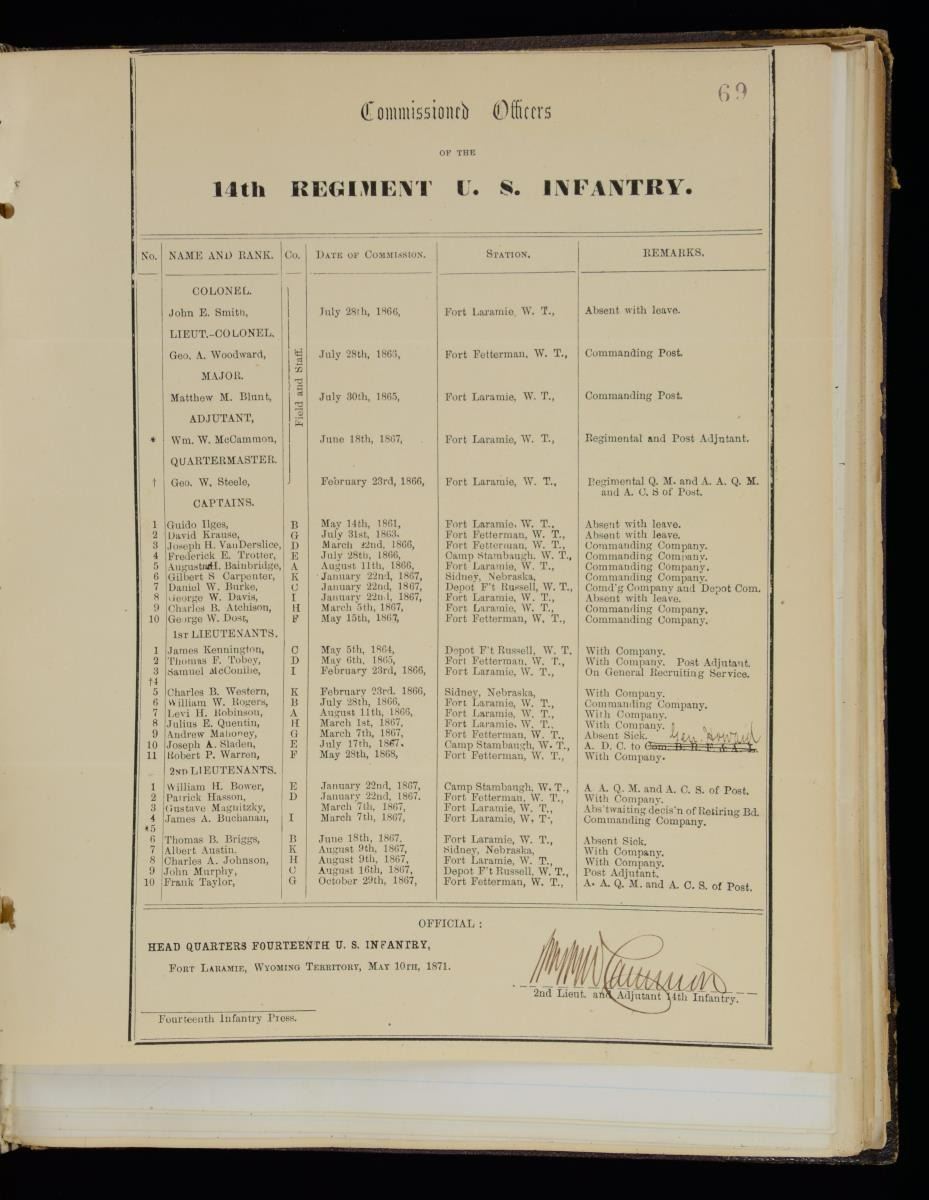 69
Commissioned Officers
OF THE
14th REGIMENT U. S. INFANTRY.
No. NAME AND RANK. Co. DATE OF COMMISSION. STATION. REMARKS.
Field and Staff.
COLONEL.
John E. Smith, July 28th, 1866, Fort Laramie, W. T., Absent with leave.
LIEUT.-COLONEL.
Geo. A. Woodward, July 28th, 1866, Fort Fetterman, W. T., Commanding Post.
MAJOR.
Matthew M. Blunt, July 30th, 1865, Fort Laramie, W. T., Commanding Post.
ADJUTANT,
* Wm. W. McCammon, June 18th, 1867, Fort Laramie, W. T., Regimental and Post Adjutant.
QUARTERMASTER.
† Geo. W. Steele, February 23rd, 1866, Fort Laramie, W. T., Regimental Q. M. and A. A. Q. M.
and A. C. S of Post.
CAPTAINS.
1 Guido Ilges, B May 14th, 1861, Fort Laramie. W. T., Absent with leave.
2 David Krause, G July 31st, 1863. Fort Fetterman, W. T., Absent with leave.
3 Joseph H. VanDerslice, D March 22nd, 1866, Fort Fetterman, W. T., Commanding Company.
4 Frederick E. Trotter, E July 28th, 1866, Camp Stambaugh, W. T., Commanding Company.
5 H. Bainbridge, A August 11th, 1866, Fort Laramie, W. T., Commanding Company.
6 Gilbert S Carpenter, K January 22nd, 1867, Sidney, Nebraska, Commanding Company.
7 Daniel W. Burke, C January 22nd, 1867, Depot F't Russell, W. T., Comd'g Company and Depot Com.
8 George W. Davis, I January 22nd, 1867, Fort Laramie, W. T., Absent with leave.
9 Charles B. Atchison, H March 5th, 1867, Fort Laramie, W. T., Commanding Company.
10 George W. Dost, F May 15th, 1867, Fort Fetterman, W. T., Commanding Company.
1ST LIEUTENANTS.
1 James Kennington, C May 5th, 1864, Depot F't Russell, W. T. With Company.
2 Thomas F. Tobey, D May 6th, 1865, Fort Fetterman, W. T., With Company. Post Adjutant.
3 Samuel McConihe, I February 23rd, 1866, Fort Laramie. W. T., On General Recruiting Service.
†4
5 Charles B. Western, K February 23rd. 1866, Sidney, Nebraska, With Company.
6 William W. Rogers, B July 28th, 1866, Fort Laramie, W. T., Commanding Company.
7 Levi H. Robinson, A August 11th, 1866, Fort Laramie, W. T., With Company.
8 Julius E. Quentin, H March 1st, 1867, Fort Laramie, W. T., With Company.
9 Andrew Mahoney, G March 7th, 1867, Fort Fetterman, W. T., Absent Sick. Gen Howard
10 Joseph A. Sladen, E July 17th, 1867. Camp Stambaugh, W. T., A. D. C. to Com. B. R. F. & A. L.
11 Robert P. Warren, F May 28th, 1868, Fort Fetterman, W. T., With Company.
2ND LIEUTENANTS.
1 William H. Bower, E January 22nd, 1867, Camp Stambaugh, W. T., A A. Q. M. and A. C. S. of Post.
2 Patrick Hasson, D January 22nd, 1867. Fort Fetterman, W. T., With Company.
3 Gustave Magnitzky, March 7th, 1867, Fort Laramie, W. T., Abs'twaiting decis'n of Retiring Bd.
4 James A. Buchanan, I March 7th, 1867, Fort Laramie, W. T., Commanding Company.
*5
6 Thomas B. Briggs, B June 18th, 1867, Fort Laramie, W. T., Absent Sick.
7 Albert Austin. K August 9th, 1867, Sidney, Nebraska, With Company.
8 Charles A. Johnson, H August 9th, 1867, Fort Laramie, W. T., With Company.
9 John Murphy, C August 16th, 1867, Depot F't Russell, W. T., Post Adjutant.
10 Frank Taylor, G October 29th, 1867, Fort Fetterman, W. T., A. A. Q. M. and A. C. S. of Post.
OFFICIAL :
HEAD QUARTERS FOURTEENTH U. S. INFANTRY,
FORT LARAMIE, WYOMING TERRITORY, MAY 10TH, 1871.
Wm W McCammon
2nd Lieut. and Adjutant 14th Infantry.
Fourteenth Infantry Press.